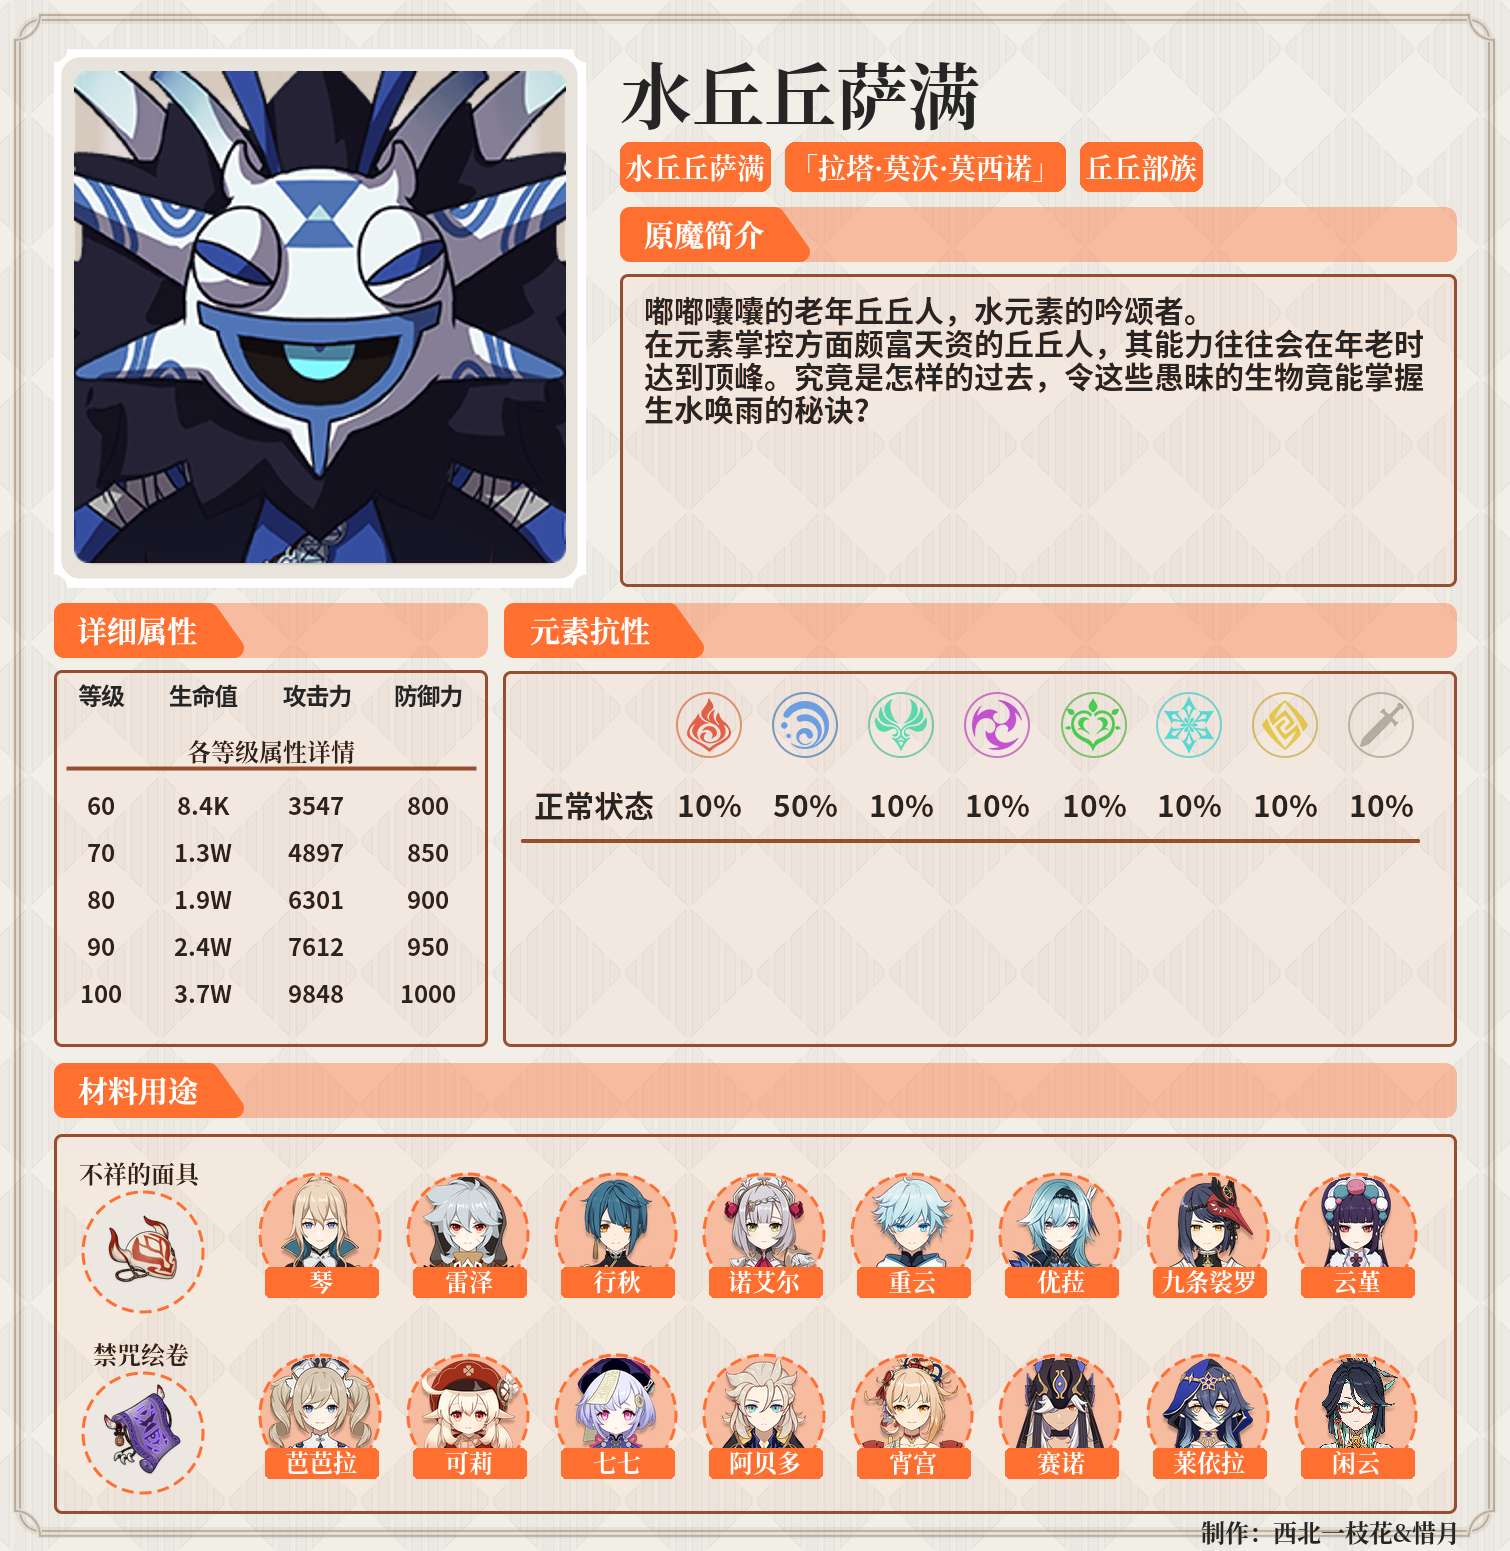 水丘丘萨满
水丘丘萨满 「拉塔·莫沃·莫西诺」 丘丘部族
原魔简介
嘟嘟囔囔的老年丘丘人，水元素的吟颂者。
在元素掌控方面颇富天资的丘丘人，其能力往往会在年老时
达到顶峰。究竟是怎样的过去，令这些愚昧的生物竟能掌握
生水唤雨的秘诀？
详细属性
等级 生命值 攻击力 防御力
各等级属性详情
60 8.4K 3547 800
70 1.3W 4897 850
80 1.9W 6301 900
90 2.4W 7612 950
100 3.7W 9848 1000
元素抗性
正常状态 10% 50% 10% 10% 10% 10% 10% 10%
材料用途
不祥的面具
琴 雷泽 行秋 诺艾尔 重云 优菈 九条裟罗 云堇
禁咒绘卷
芭芭拉 可莉 七七 阿贝多 宵宫 赛诺 莱依拉 闲云
制作：西北一枝花&惜月